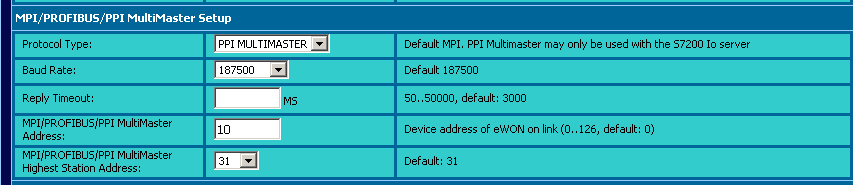 MPI/PROFIBUS/PPI MultiMaster Setup
Protocol Type: PPI MULTIMASTER Default MPI. PPI Multimaster may only be used with the S7200 Io server
Baud Rate: 187500 Default 187500
Reply Timeout: MS 50..50000, default: 3000
MPI/PROFIBUS/PPI MultiMaster
Address: 10 Device address of eWON on link (0..126, default: 0)
MPI/PROFIBUS/PPI MultiMaster
Highest Station Address: 31 Default: 31